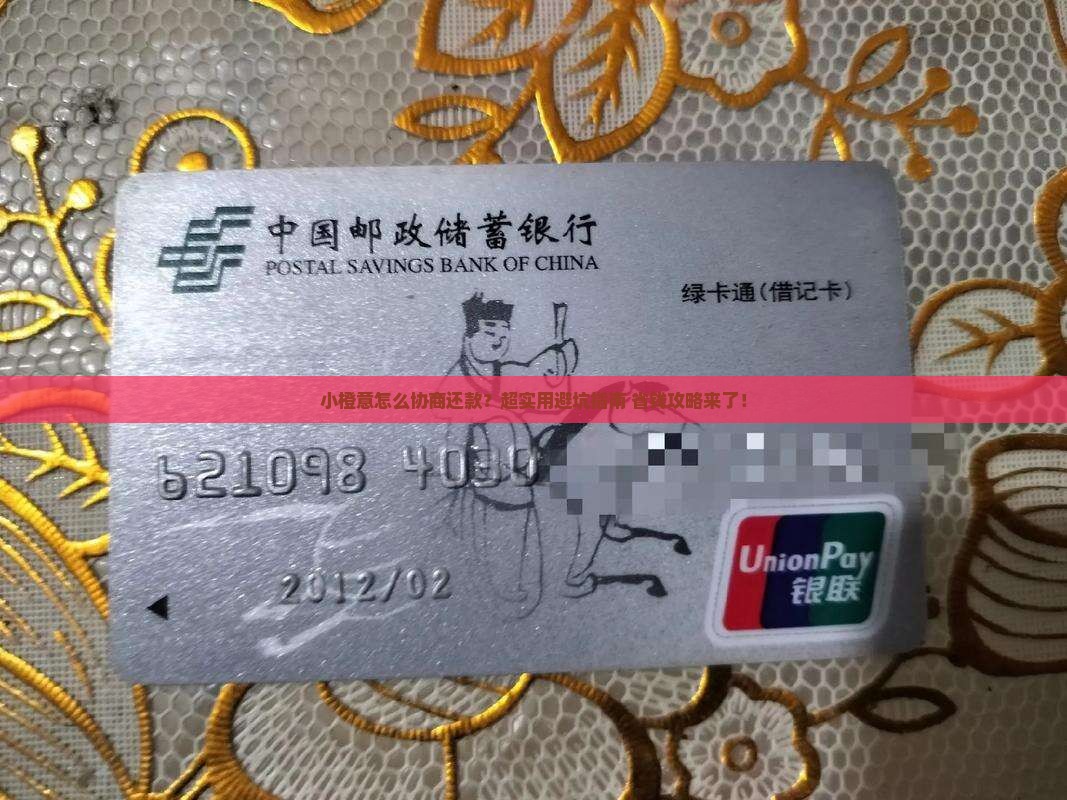 中国邮政储蓄银行
POSTAL SAVINGS BANK OF CHINA
绿卡通(借记卡)
小橙意怎么协商还款？超实用避坑 省钱攻略来了！
621098 4030
2012/02
UnionPay
银联